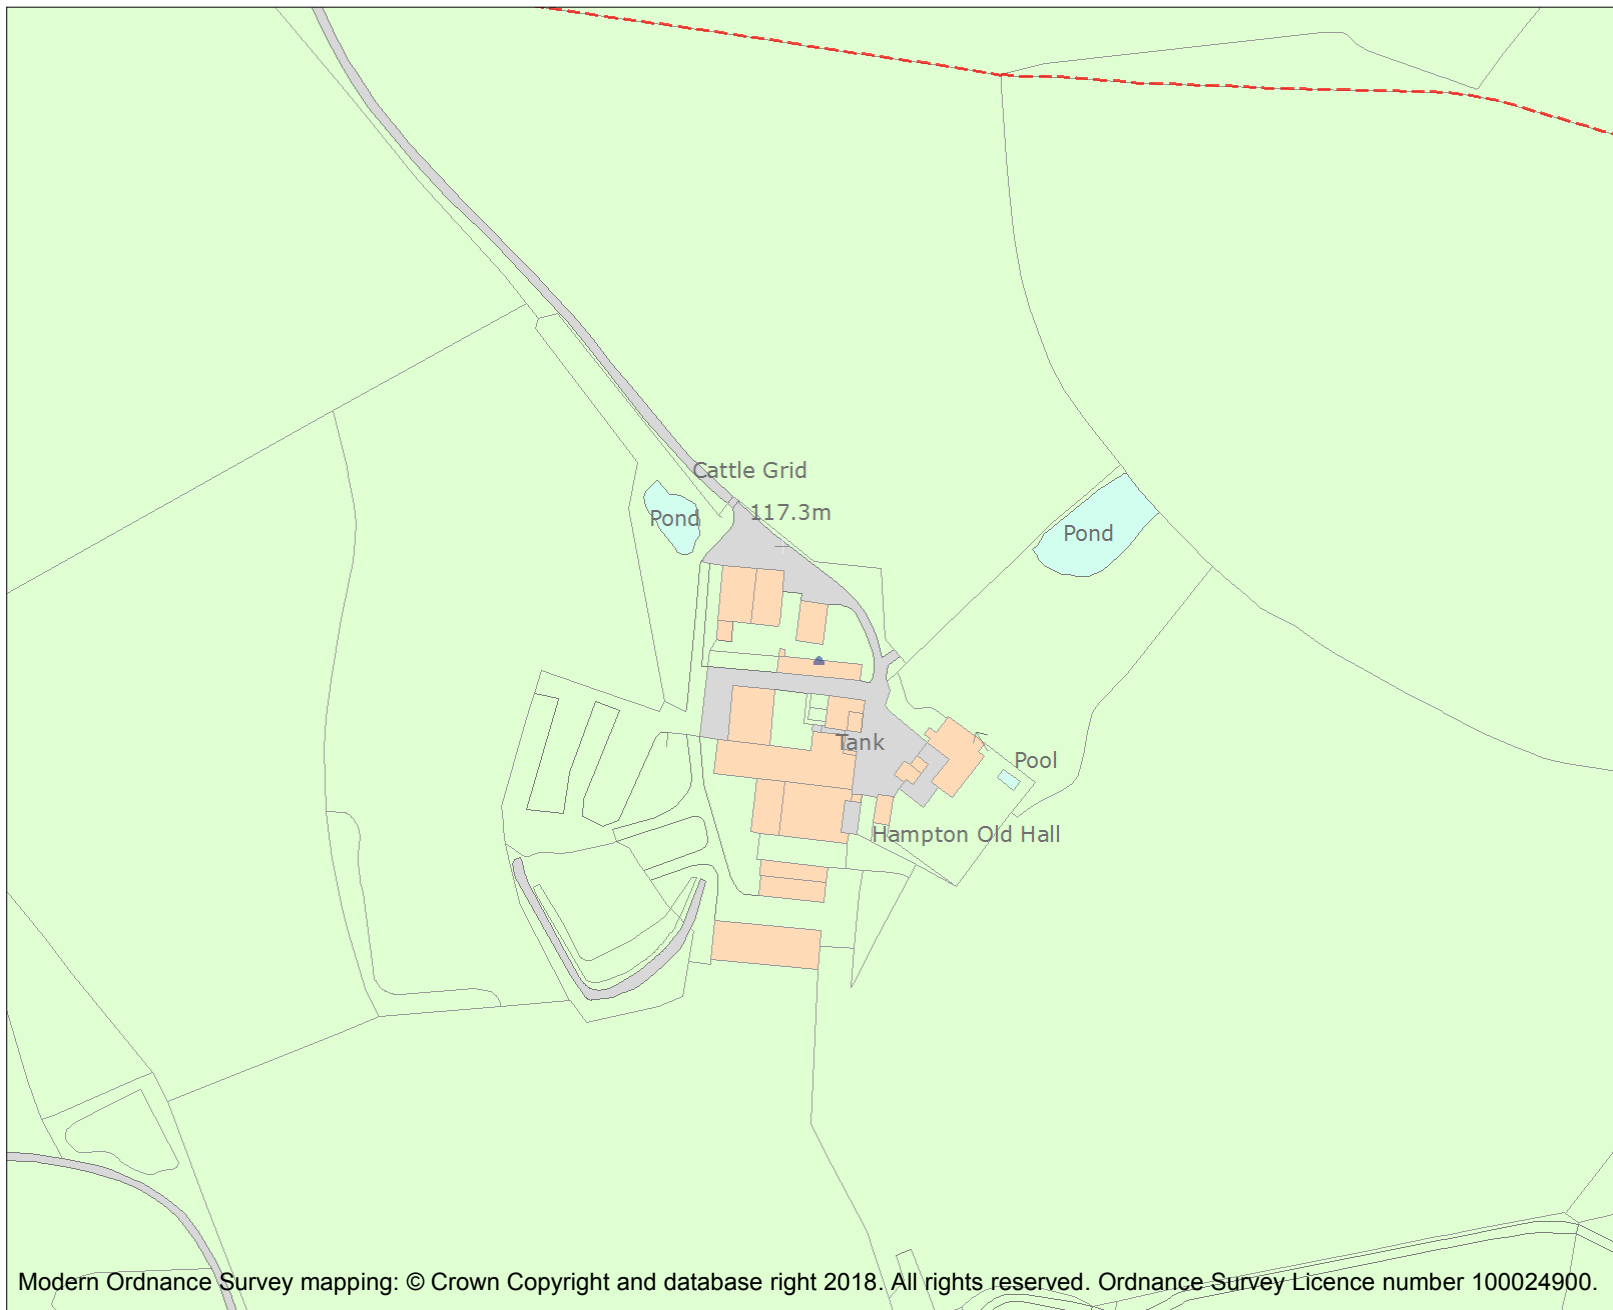 Cattle Grid
117.3m
Pond
Pond
Tank
Pool
Hampton Old Hall
Modern Ordnance Survey mapping: © Crown Copyright and database right 2018. All rights reserved. Ordnance Survey Licence number 100024900.